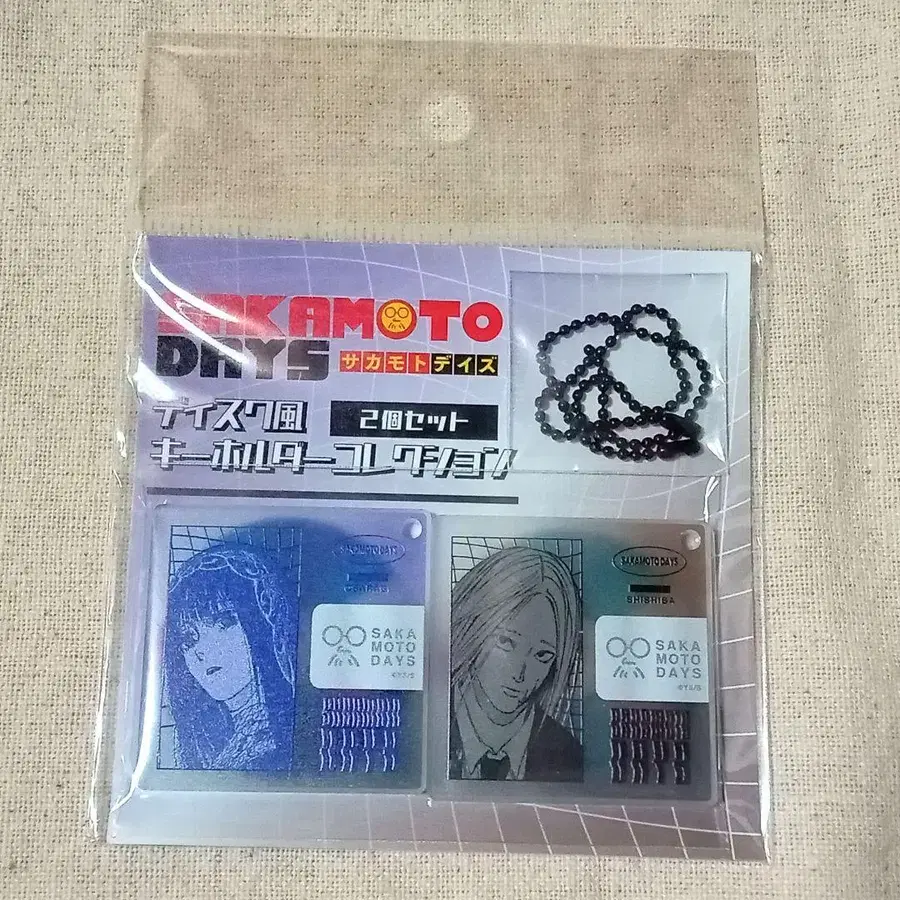 SAKAMOTO
DAYS サカモトデイズ
ディスク風 2個セット
キーホルダーコレクション
SAKAMOTO DAYS
SAKA
MOTO
DAYS
SAKAMOTO DAYS
SHISHIBA
SAKA
MOTO
DAYS